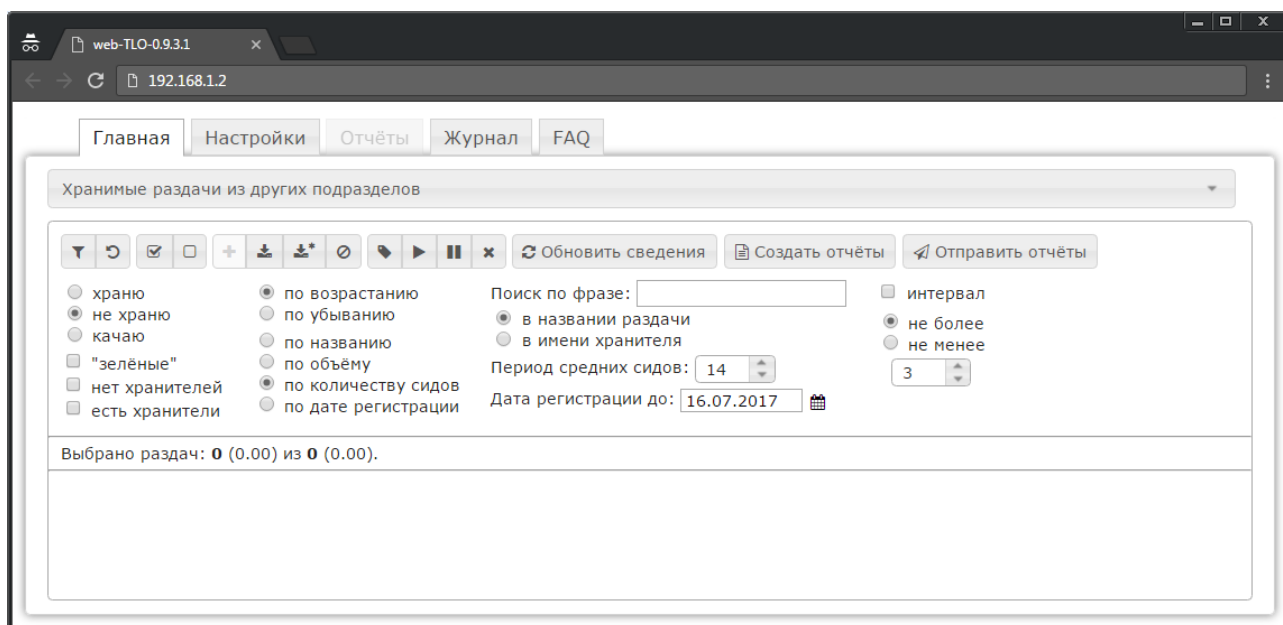 web-TLO-0.9.3.1
192.168.1.2
Главная Настройки Отчёты Журнал FAQ
Хранимые раздачи из других подразделов
Обновить сведения Создать отчёты Отправить отчёты
храню по возрастанию Поиск по фразе: интервал
не храню по убыванию в названии раздачи не более
качаю по названию в имени хранителя не менее
"зелёные" по объёму Период средних сидов: 14 3
нет хранителей по количеству сидов
есть хранители по дате регистрации Дата регистрации до: 16.07.2017
Выбрано раздач: 0 (0.00) из 0 (0.00).